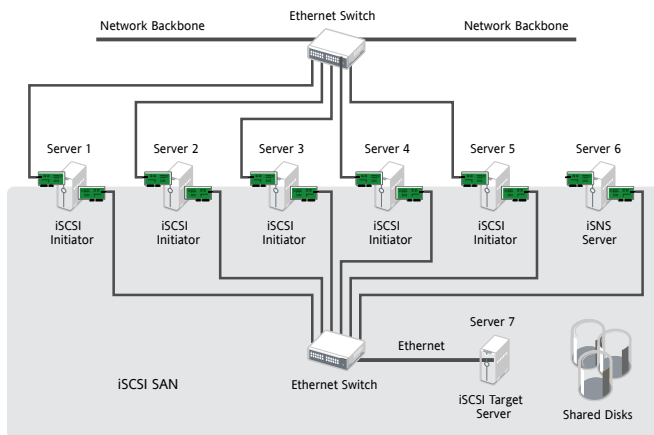 Ethernet Switch
Network Backbone
Network Backbone
Server 1
Server 2
Server 3
Server 4
Server 5
Server 6
iSCSI
Initiator
iSCSI
Initiator
iSCSI
Initiator
iSCSI
Initiator
iSCSI
Initiator
iSNS
Server
Server 7
Ethernet
iSCSI SAN
Ethernet Switch
iSCSI Target
Server
Shared Disks